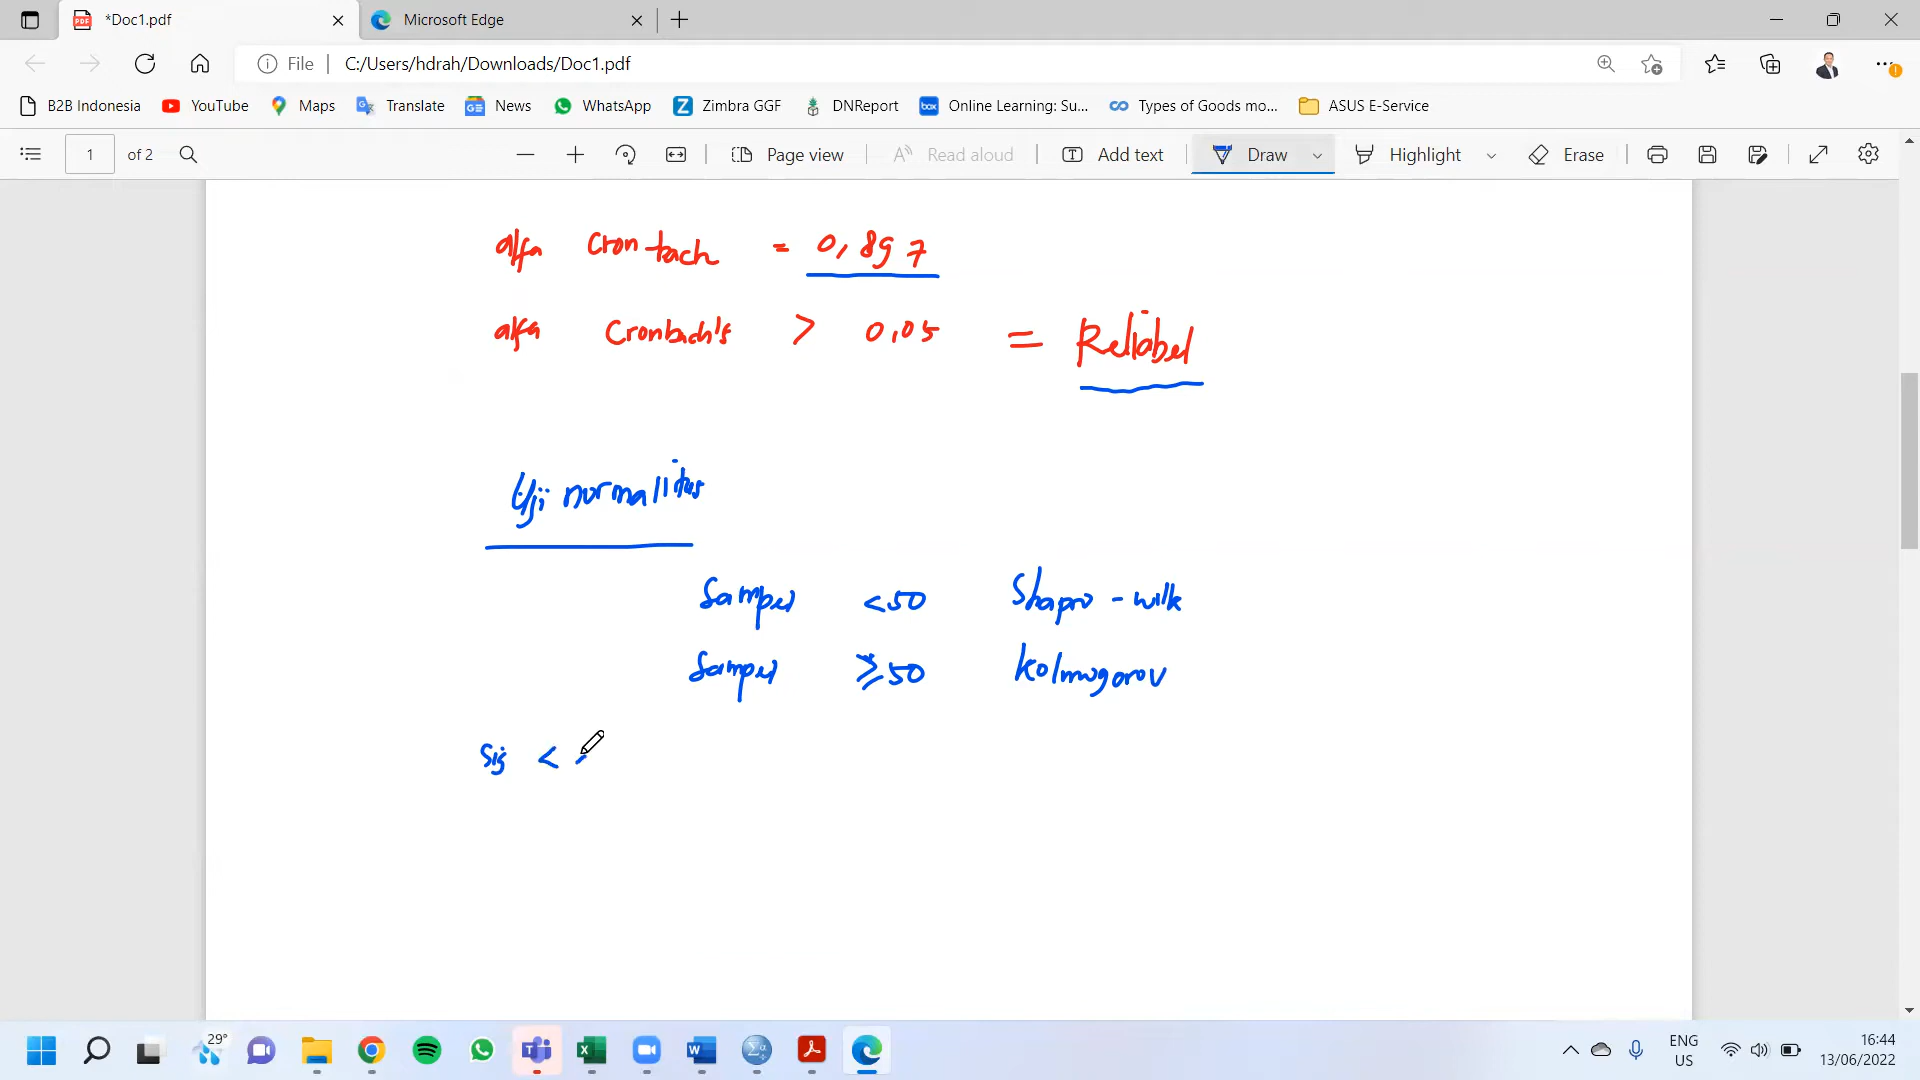 *Doc1.pdf
Microsoft Edge
File C:/Users/hdrah/Downloads/Doc1.pdf
B2B Indonesia YouTube Maps Translate News WhatsApp Zimbra GGF DNReport Online Learning: Su... Types of Goods mo... ASUS E-Service
1 of 2 Page view Read aloud Add text Draw Highlight Erase
alfa Cronbach = 0,897
alfa Cronbach's > 0,05 = Reliabel
Uji normalitas
Sampel <50 Shapro - wilk
Sampel ≥50 Kolmogorov
Sig <
29°
ENG
US
16:44
13/06/2022